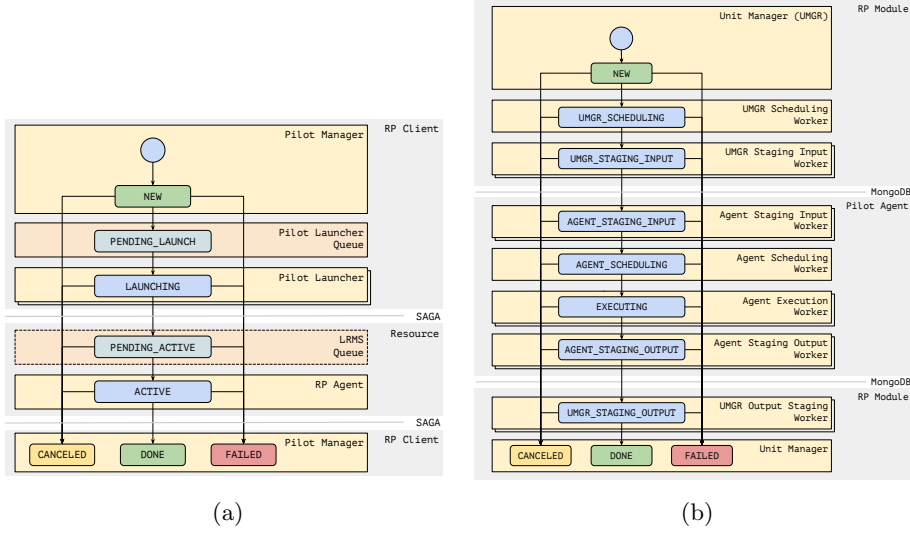 Pilot Manager
RP Client
NEW
Pilot Launcher
Queue
PENDING_LAUNCH
Pilot Launcher
LAUNCHING
SAGA
Resource
LRMS
Queue
PENDING_ACTIVE
RP Agent
ACTIVE
SAGA
Pilot Manager
RP Client
CANCELED
DONE
FAILED
(a)
Unit Manager (UMGR)
RP Module
NEW
UMGR Scheduling
Worker
UMGR_SCHEDULING
UMGR Staging Input
Worker
UMGR_STAGING_INPUT
MongoDB
Pilot Agent
Agent Staging Input
Worker
AGENT_STAGING_INPUT
Agent Scheduling
Worker
AGENT_SCHEDULING
Agent Execution
Worker
EXECUTING
Agent Staging Output
Worker
AGENT_STAGING_OUTPUT
MongoDB
RP Module
UMGR Output Staging
Worker
UMGR_STAGING_OUTPUT
Unit Manager
CANCELED
DONE
FAILED
(b)